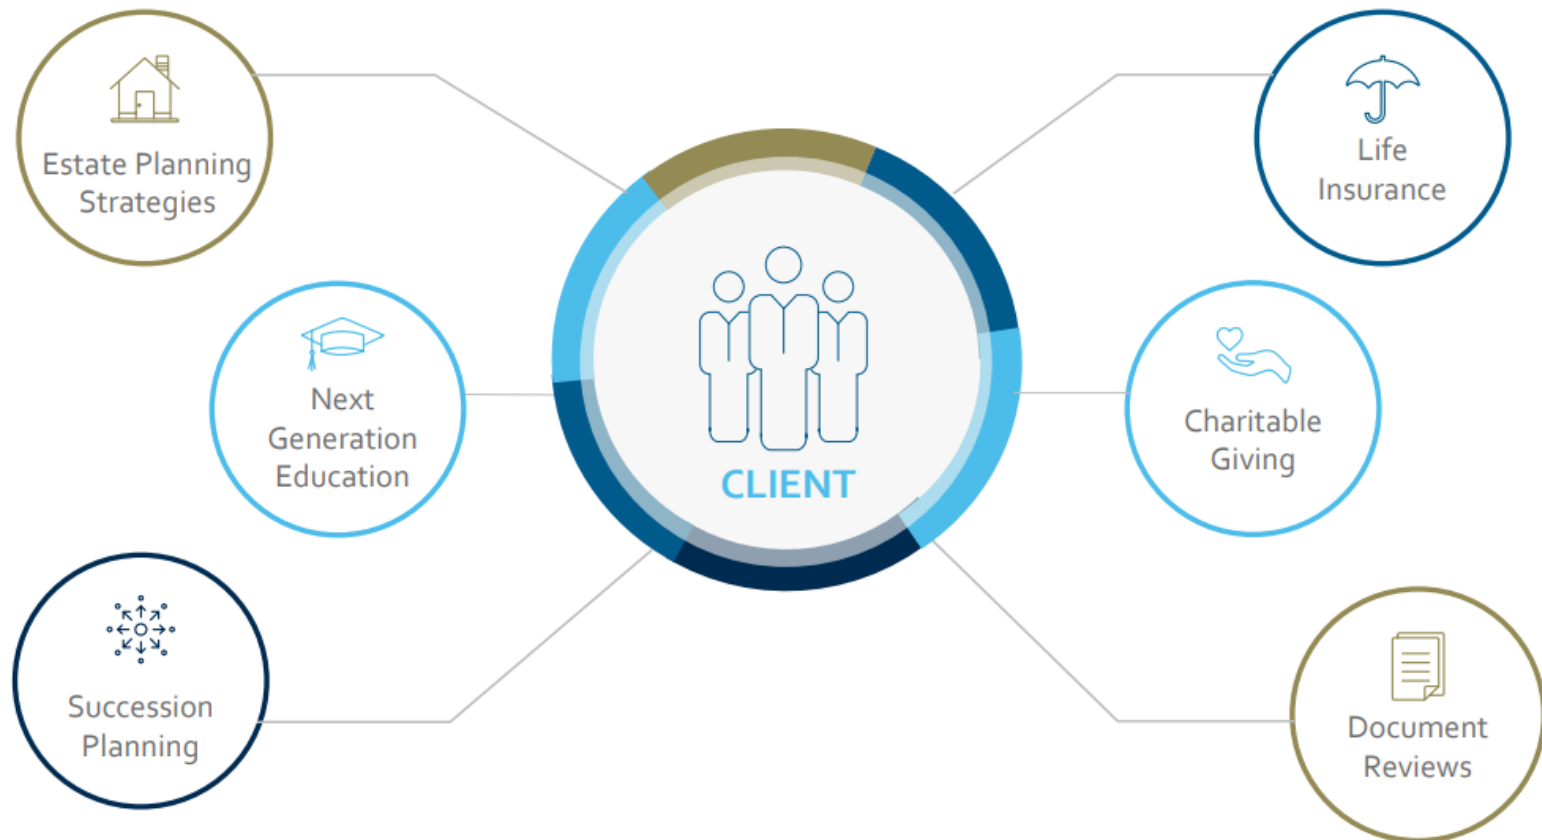 Estate Planning
Strategies
Life
Insurance
Next
Generation
Education
CLIENT
Charitable
Giving
Succession
Planning
Document
Reviews